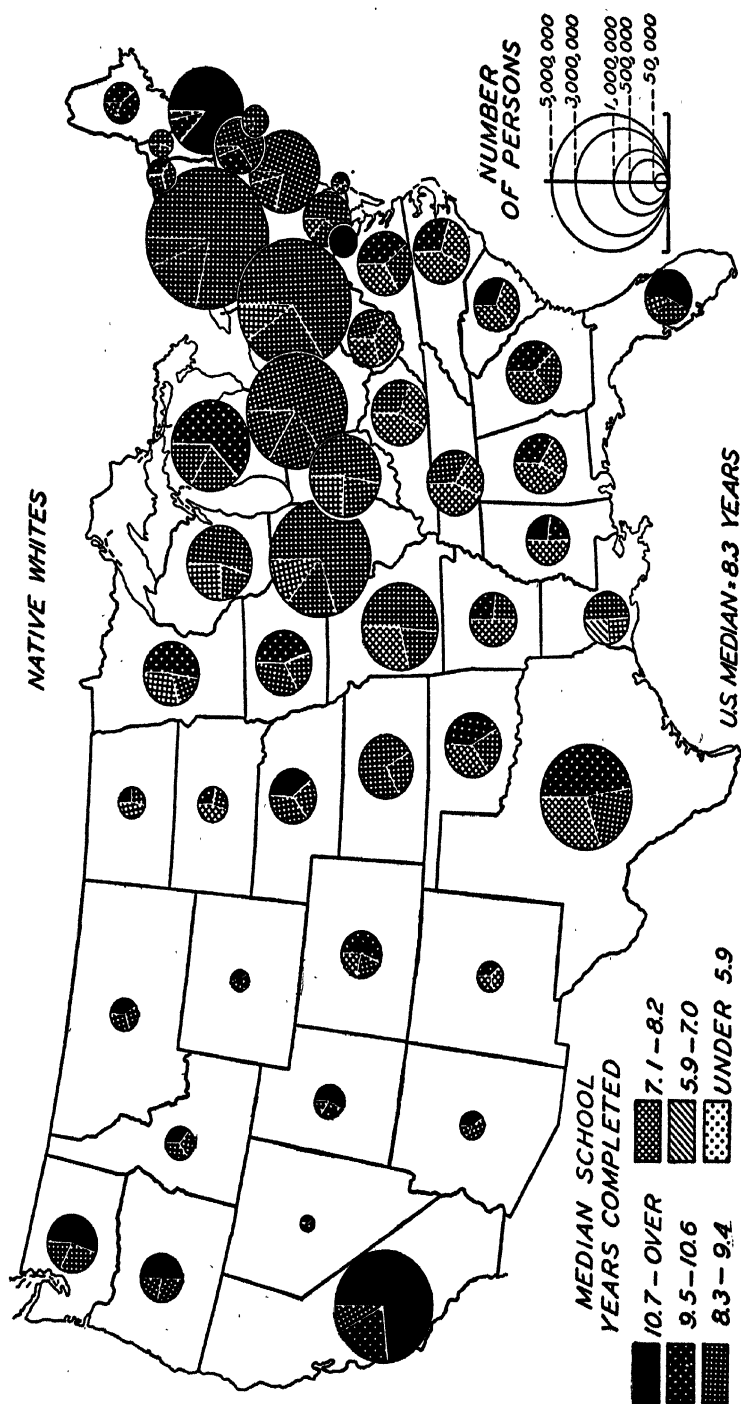 NATIVE WHITES
NUMBER
OF PERSONS
5,000,000
3,000,000
1,000,000
500,000
50,000
MEDIAN SCHOOL
YEARS COMPLETED
10.7 – OVER
9.5 – 10.6
8.3 – 9.4
7.1 – 8.2
5.9 – 7.0
UNDER 5.9
U.S. MEDIAN = 8.3 YEARS